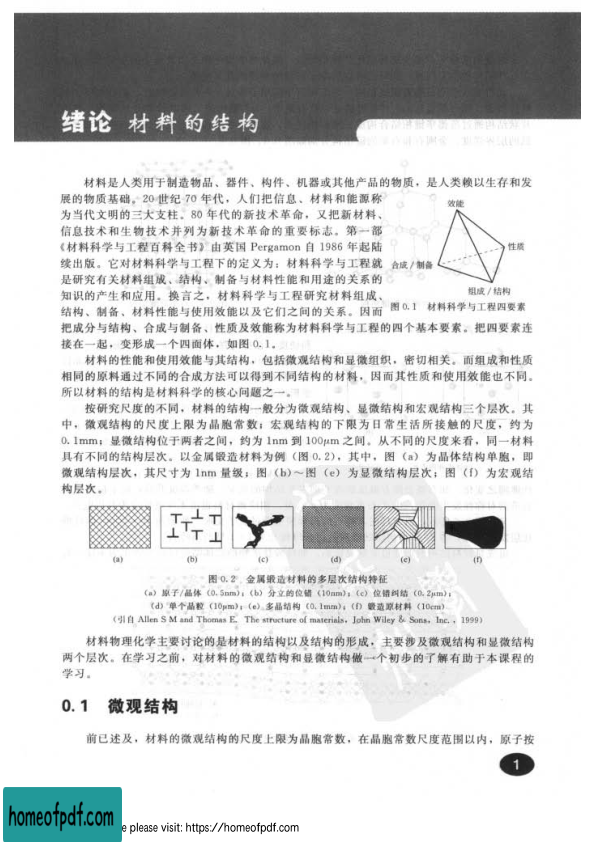 绪论 材料的结构
材料是人类用于制造物品、器件、构件、机器或其他产品的物质，是人类赖以生存和发
展的物质基础。20世纪70年代，人们把信息、材料和能源称
为当代文明的三大支柱。80年代的新技术革命，又把新材料、
信息技术和生物技术并列为新技术革命的重要标志。第一部
《材料科学与工程百科全书》由英国 Pergamon 自 1986 年起陆
续出版。它对材料科学与工程下的定义为：材料科学与工程就
是研究有关材料组成、结构、制备与材料性能和用途的关系的
知识的产生和应用。换言之，材料科学与工程研究材料组成、
结构、制备、材料性能与使用效能以及它们之间的关系。因而
效能
性质
合成/制备
组成/结构
图 0.1 材料科学与工程四要素
把成分与结构、合成与制备、性质及效能称为材料科学与工程的四个基本要素。把四要素连
接在一起，变形成一个四面体，如图 0.1。
材料的性能和使用效能与其结构，包括微观结构和显微组织，密切相关。而组成和性质
相同的原料通过不同的合成方法可以得到不同结构的材料，因而其性质和使用效能也不同。
所以材料的结构是材料科学的核心问题之一。
按研究尺度的不同，材料的结构一般分为微观结构、显微结构和宏观结构三个层次。其
中，微观结构的尺度上限为晶胞常数；宏观结构的下限为日常生活所接触的尺度，约为
0.1mm；显微结构位于两者之间，约为 1nm 到 100μm 之间。从不同的尺度来看，同一材料
具有不同的结构层次。以金属锻造材料为例（图 0.2），其中，图（a）为晶体结构单胞，即
微观结构层次，其尺寸为 1nm 量级；图（b）～图（e）为显微结构层次；图（f）为宏观结
构层次。
(a) (b) (c) (d) (e) (f)
图 0.2 金属锻造材料的多层次结构特征
(a) 原子/晶体（0.5nm）；(b) 分立的位错（10nm）；(c) 位错纠结（0.2μm）；
(d) 单个晶粒（10μm）；(e) 多晶结构（0.1mm）；(f) 锻造原材料（10cm）
（引自 Allen S M and Thomas E. The structure of materials, John Wiley & Sons, Inc., 1999）
材料物理化学主要讨论的是材料的结构以及结构的形成，主要涉及微观结构和显微结构
两个层次。在学习之前，对材料的微观结构和显微结构做一个初步的了解有助于本课程的
学习。
0.1 微观结构
前已述及，材料的微观结构的尺度上限为晶胞常数，在晶胞常数尺度范围以内，原子按
1
homeofpdf.com
e please visit: https://homeofpdf.com